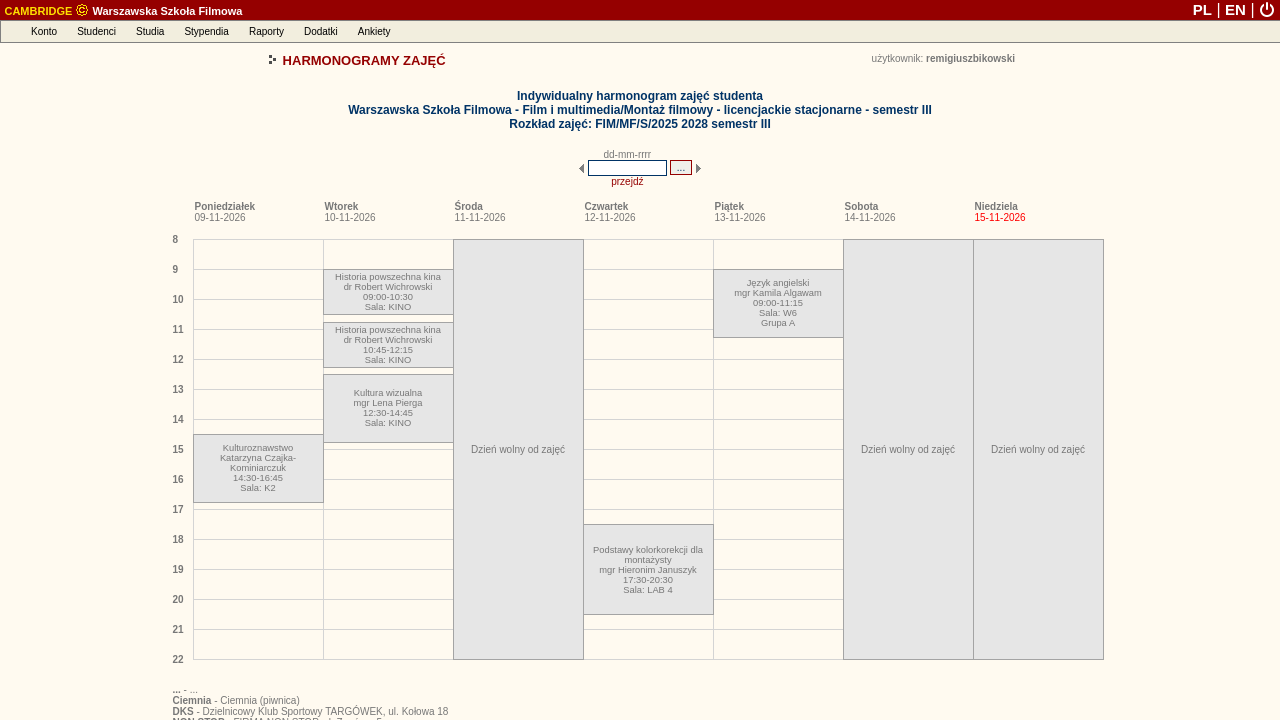 CAMBRIDGE Warszawska Szkoła Filmowa
PL | EN |
Konto Studenci Studia Stypendia Raporty Dodatki Ankiety
HARMONOGRAMY ZAJĘĆ
użytkownik: remigiuszbikowski
Indywidualny harmonogram zajęć studenta
Warszawska Szkoła Filmowa - Film i multimedia/Montaż filmowy - licencjackie stacjonarne - semestr III
Rozkład zajęć: FIM/MF/S/2025 2028 semestr III
dd-mm-rrrr
...
przejdź
Poniedziałek Wtorek Środa Czwartek Piątek Sobota Niedziela
09-11-2026 10-11-2026 11-11-2026 12-11-2026 13-11-2026 14-11-2026 15-11-2026
8
9
10
11
12
13
14
15
16
17
18
19
20
21
22
Kulturoznawstwo
Katarzyna Czajka-
Kominiarczuk
14:30-16:45
Sala: K2
Historia powszechna kina
dr Robert Wichrowski
09:00-10:30
Sala: KINO
Historia powszechna kina
dr Robert Wichrowski
10:45-12:15
Sala: KINO
Kultura wizualna
mgr Lena Pierga
12:30-14:45
Sala: KINO
Dzień wolny od zajęć
Podstawy kolorkorekcji dla
montażysty
mgr Hieronim Januszyk
17:30-20:30
Sala: LAB 4
Język angielski
mgr Kamila Algawam
09:00-11:15
Sala: W6
Grupa A
Dzień wolny od zajęć
Dzień wolny od zajęć
... - ...
Ciemnia - Ciemnia (piwnica)
DKS - Dzielnicowy Klub Sportowy TARGÓWEK, ul. Kołowa 18